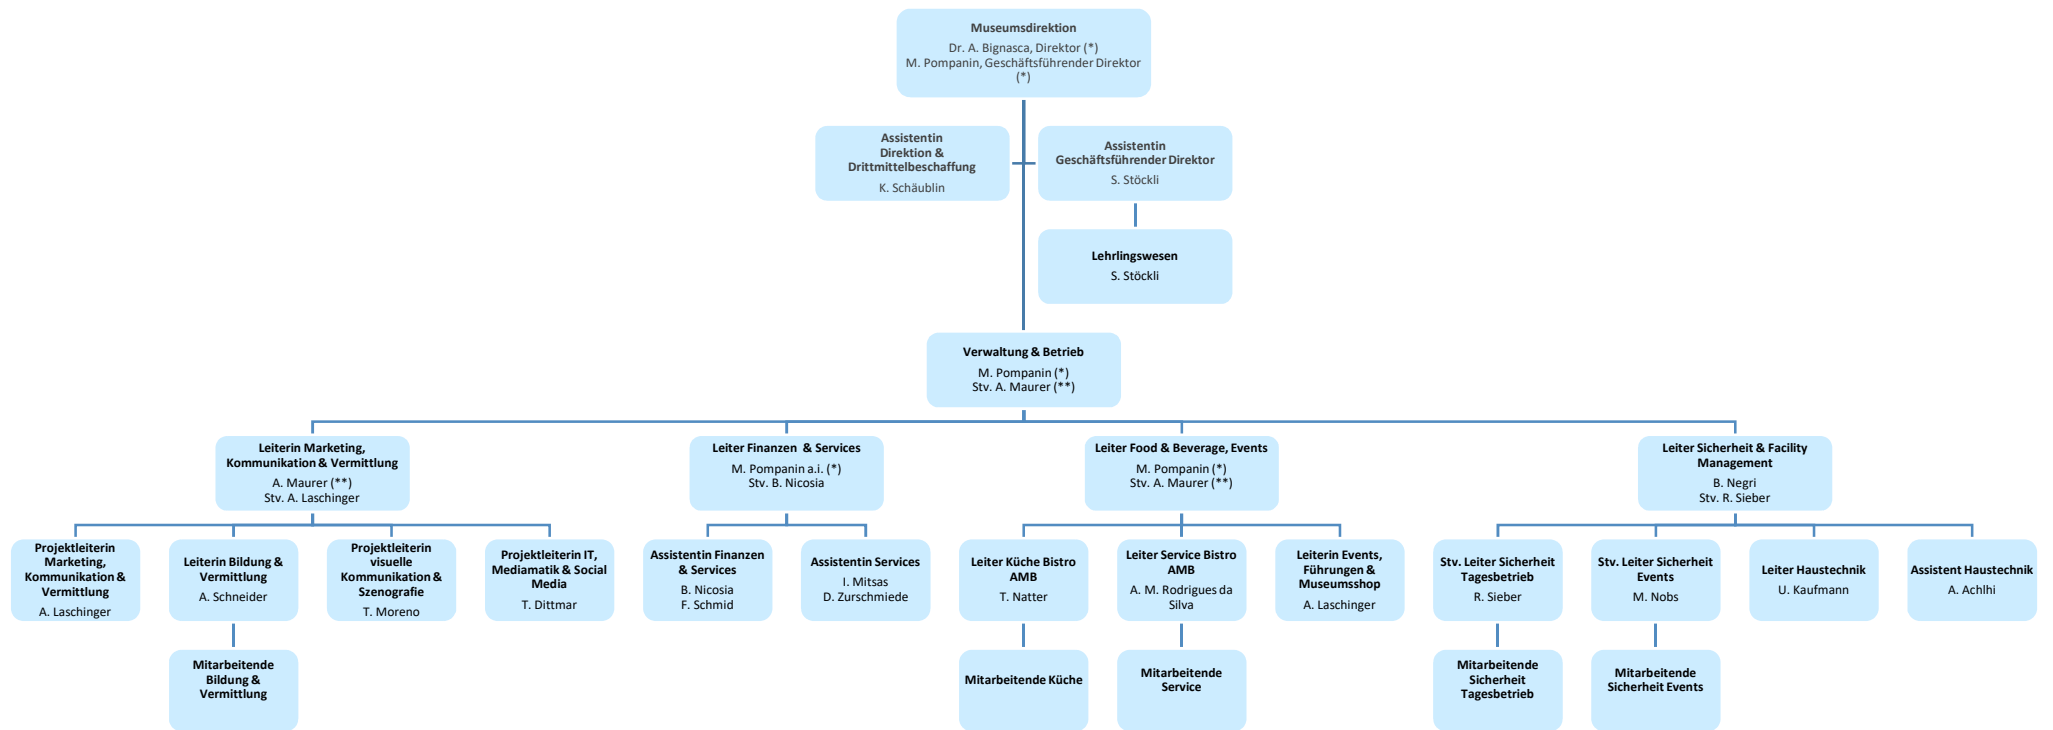 Museumsdirektion
Dr. A. Bignasca, Direktor (*)
M. Pompanin, Geschäftsführender Direktor
(*)
Assistentin
Direktion &
Drittmittelbeschaffung
K. Schäublin
Assistentin
Geschäftsführender Direktor
S. Stöckli
Lehrlingswesen
S. Stöckli
Verwaltung & Betrieb
M. Pompanin (*)
Stv. A. Maurer (**)
Leiterin Marketing,
Kommunikation & Vermittlung
A. Maurer (**)
Stv. A. Laschinger
Leiter Finanzen & Services
M. Pompanin a.i. (*)
Stv. B. Nicosia
Leiter Food & Beverage, Events
M. Pompanin (*)
Stv. A. Maurer (**)
Leiter Sicherheit & Facility
Management
B. Negri
Stv. R. Sieber
Projektleiterin
Marketing,
Kommunikation &
Vermittlung
A. Laschinger
Leiterin Bildung &
Vermittlung
A. Schneider
Projektleiterin
visuelle
Kommunikation &
Szenografie
T. Moreno
Projektleiterin IT,
Mediamatik & Social
Media
T. Dittmar
Assistentin Finanzen
& Services
B. Nicosia
F. Schmid
Assistentin Services
I. Mitsas
D. Zurschmiede
Leiter Küche Bistro
AMB
T. Natter
Leiter Service Bistro
AMB
A. M. Rodrigues da
Silva
Leiterin Events,
Führungen &
Museumsshop
A. Laschinger
Stv. Leiter Sicherheit
Tagesbetrieb
R. Sieber
Stv. Leiter Sicherheit
Events
M. Nobs
Leiter Haustechnik
U. Kaufmann
Assistent Haustechnik
A. Achlhi
Mitarbeitende
Bildung &
Vermittlung
Mitarbeitende Küche
Mitarbeitende
Service
Mitarbeitende
Sicherheit
Tagesbetrieb
Mitarbeitende
Sicherheit Events